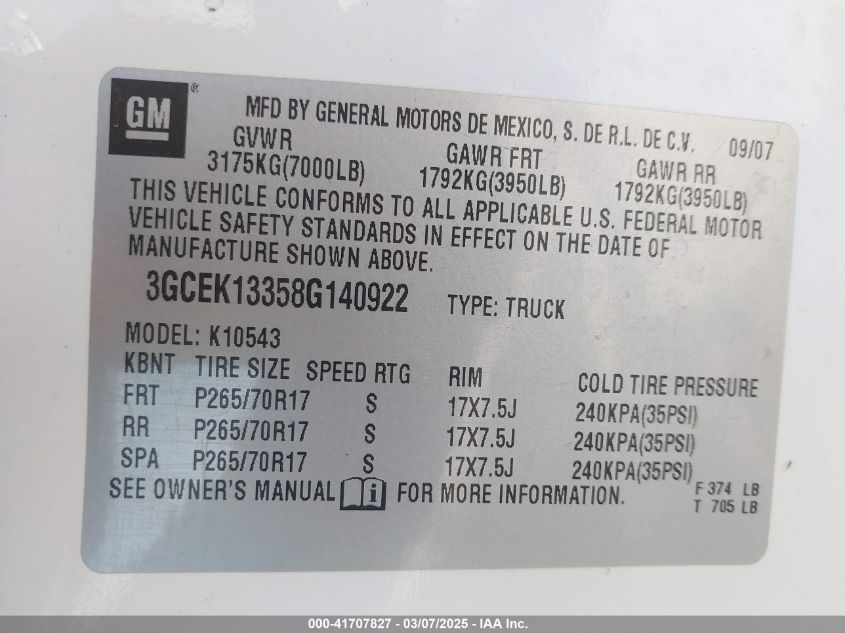 GM ®
MFD BY GENERAL MOTORS DE MEXICO, S. DE R.L. DE C.V. 09/07
GVWR GAWR FRT GAWR RR
3175KG(7000LB) 1792KG(3950LB) 1792KG(3950LB)
THIS VEHICLE CONFORMS TO ALL APPLICABLE U.S. FEDERAL MOTOR
VEHICLE SAFETY STANDARDS IN EFFECT ON THE DATE OF
MANUFACTURE SHOWN ABOVE.
3GCEK13358G140922 TYPE: TRUCK
MODEL: K10543
KBNT TIRE SIZE SPEED RTG RIM COLD TIRE PRESSURE
FRT P265/70R17 S 17X7.5J 240KPA(35PSI)
RR P265/70R17 S 17X7.5J 240KPA(35PSI)
SPA P265/70R17 S 17X7.5J 240KPA(35PSI)
SEE OWNER'S MANUAL i FOR MORE INFORMATION. F 374 LB
T 705 LB
000-41707827 - 03/07/2025 - IAA Inc.